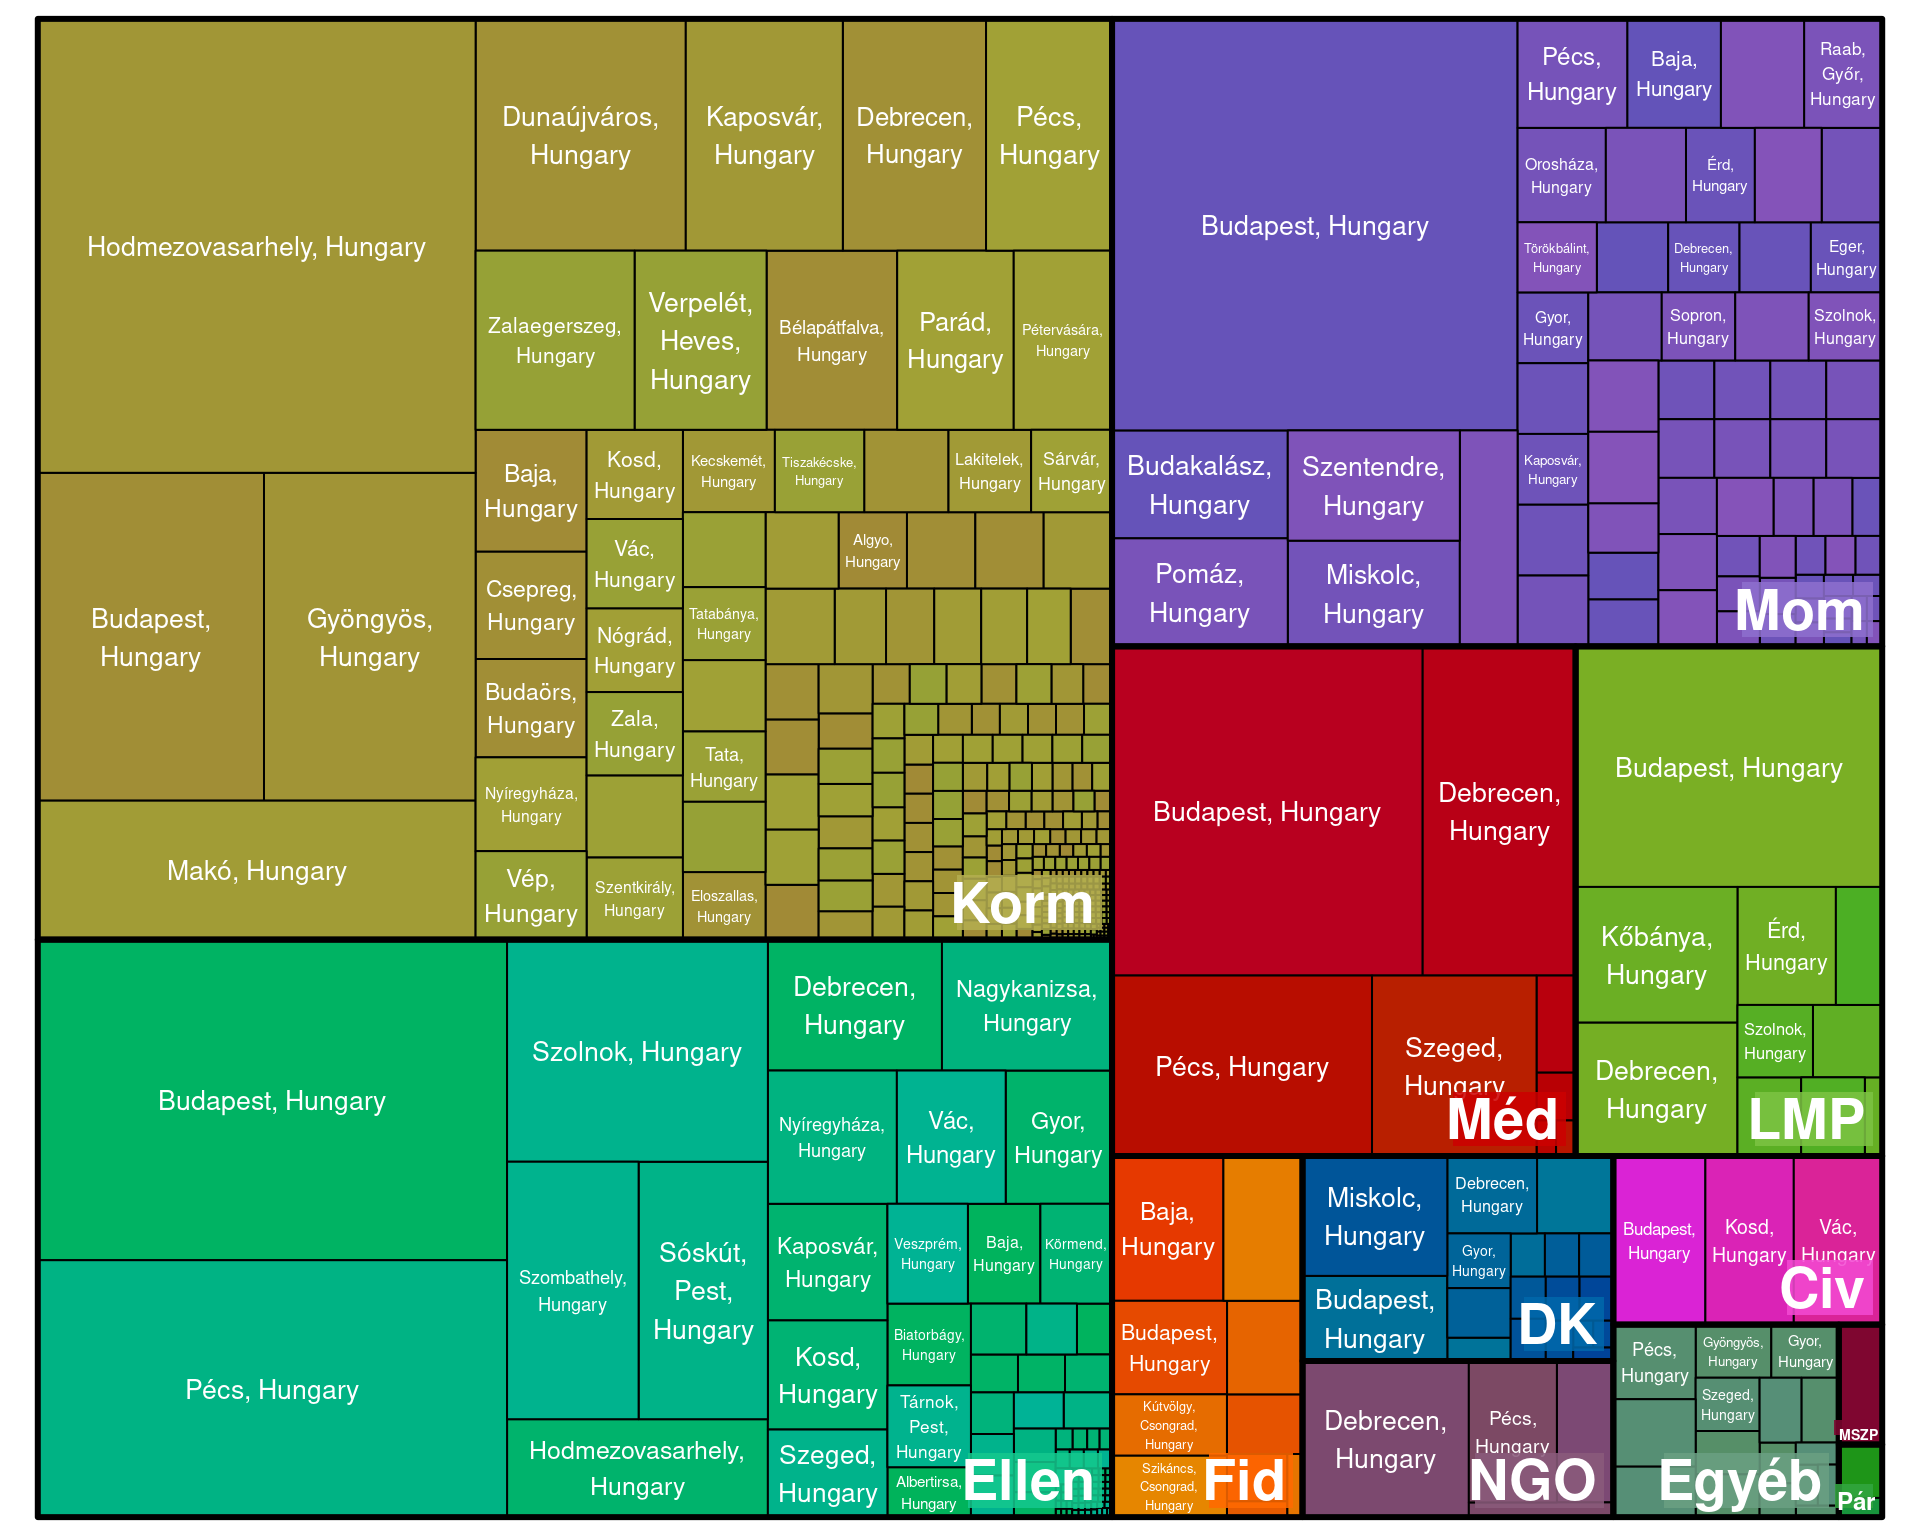 Hodmezovasarhely, Hungary
Budapest,
Hungary
Gyöngyös,
Hungary
Makó, Hungary
Dunaújváros,
Hungary
Kaposvár,
Hungary
Debrecen,
Hungary
Pécs,
Hungary
Zalaegerszeg,
Hungary
Verpelét,
Heves,
Hungary
Bélapátfalva,
Hungary
Parád,
Hungary
Pétervására,
Hungary
Baja,
Hungary
Csepreg,
Hungary
Budaörs,
Hungary
Nyíregyháza,
Hungary
Vép,
Hungary
Kosd,
Hungary
Vác,
Hungary
Nógrád,
Hungary
Zala,
Hungary
Szentkirály,
Hungary
Kecskemét,
Hungary
Tiszakécske,
Hungary
Lakitelek,
Hungary
Sárvár,
Hungary
Algyo,
Hungary
Tatabánya,
Hungary
Tata,
Hungary
Eloszallas,
Hungary
Korm
Budapest, Hungary
Pécs, Hungary
Szolnok, Hungary
Szombathely,
Hungary
Sóskút,
Pest,
Hungary
Hodmezovasarhely,
Hungary
Debrecen,
Hungary
Nagykanizsa,
Hungary
Nyíregyháza,
Hungary
Vác,
Hungary
Gyor,
Hungary
Kaposvár,
Hungary
Kosd,
Hungary
Szeged,
Hungary
Veszprém,
Hungary
Baja,
Hungary
Körmend,
Hungary
Biatorbágy,
Hungary
Tárnok,
Pest,
Hungary
Albertirsa,
Hungary
Ellen
Budapest, Hungary
Budakalász,
Hungary
Pomáz,
Hungary
Szentendre,
Hungary
Miskolc,
Hungary
Pécs,
Hungary
Baja,
Hungary
Raab,
Győr,
Hungary
Orosháza,
Hungary
Érd,
Hungary
Törökbálint,
Hungary
Debrecen,
Hungary
Eger,
Hungary
Gyor,
Hungary
Sopron,
Hungary
Szolnok,
Hungary
Kaposvár,
Hungary
Mom
Budapest, Hungary
Debrecen,
Hungary
Pécs, Hungary
Szeged,
Hungary
Méd
Budapest, Hungary
Kőbánya,
Hungary
Debrecen,
Hungary
Érd,
Hungary
Szolnok,
Hungary
LMP
Baja,
Hungary
Budapest,
Hungary
Kútvölgy,
Csongrad,
Hungary
Szikáncs,
Csongrad,
Hungary
Fid
Miskolc,
Hungary
Budapest,
Hungary
Debrecen,
Hungary
Gyor,
Hungary
DK
Debrecen,
Hungary
Pécs,
Hungary
NGO
Budapest,
Hungary
Kosd,
Hungary
Vác,
Hungary
Civ
Pécs,
Hungary
Gyöngyös,
Hungary
Gyor,
Hungary
Szeged,
Hungary
Egyéb
MSZP
Pár